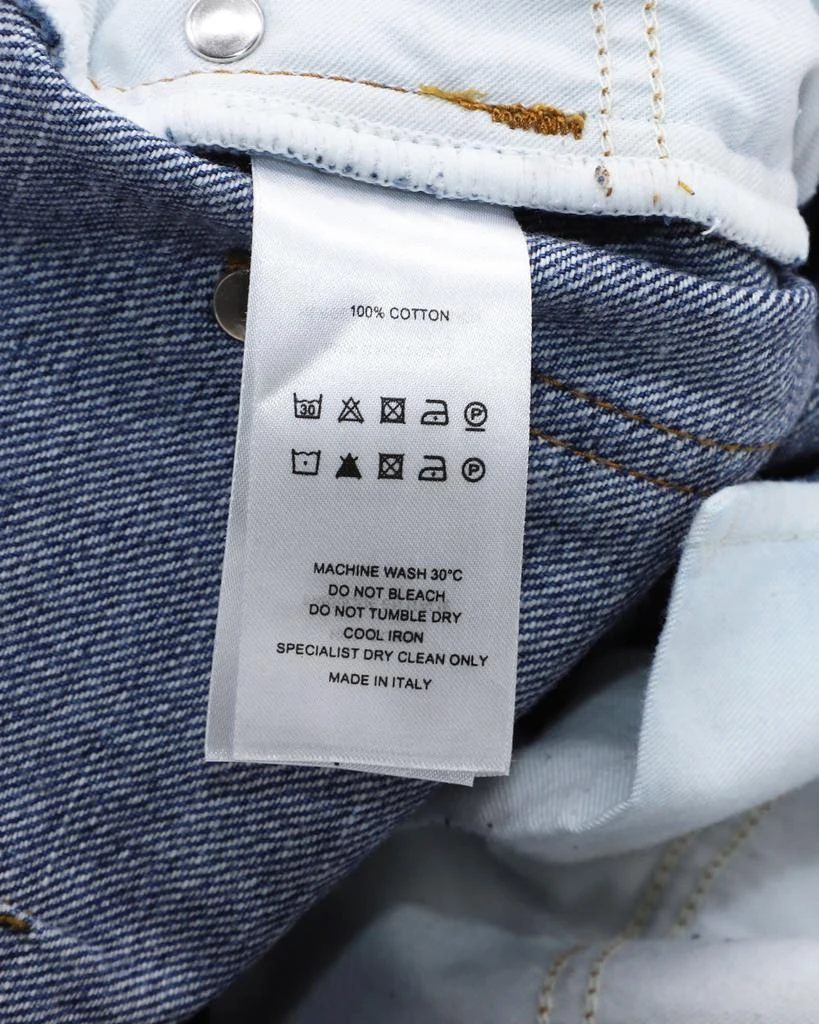 100% COTTON
30 P
P
MACHINE WASH 30°C
DO NOT BLEACH
DO NOT TUMBLE DRY
COOL IRON
SPECIALIST DRY CLEAN ONLY
MADE IN ITALY